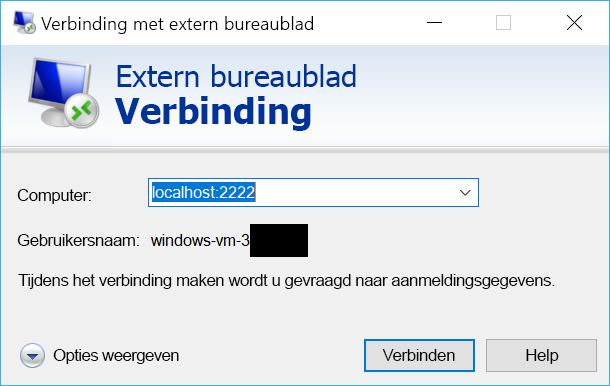 Verbinding met extern bureaublad
Extern bureaublad
Verbinding
Computer: localhost:2222
Gebruikersnaam: windows-vm-3
Tijdens het verbinding maken wordt u gevraagd naar aanmeldingsgegevens.
Opties weergeven Verbinden Help